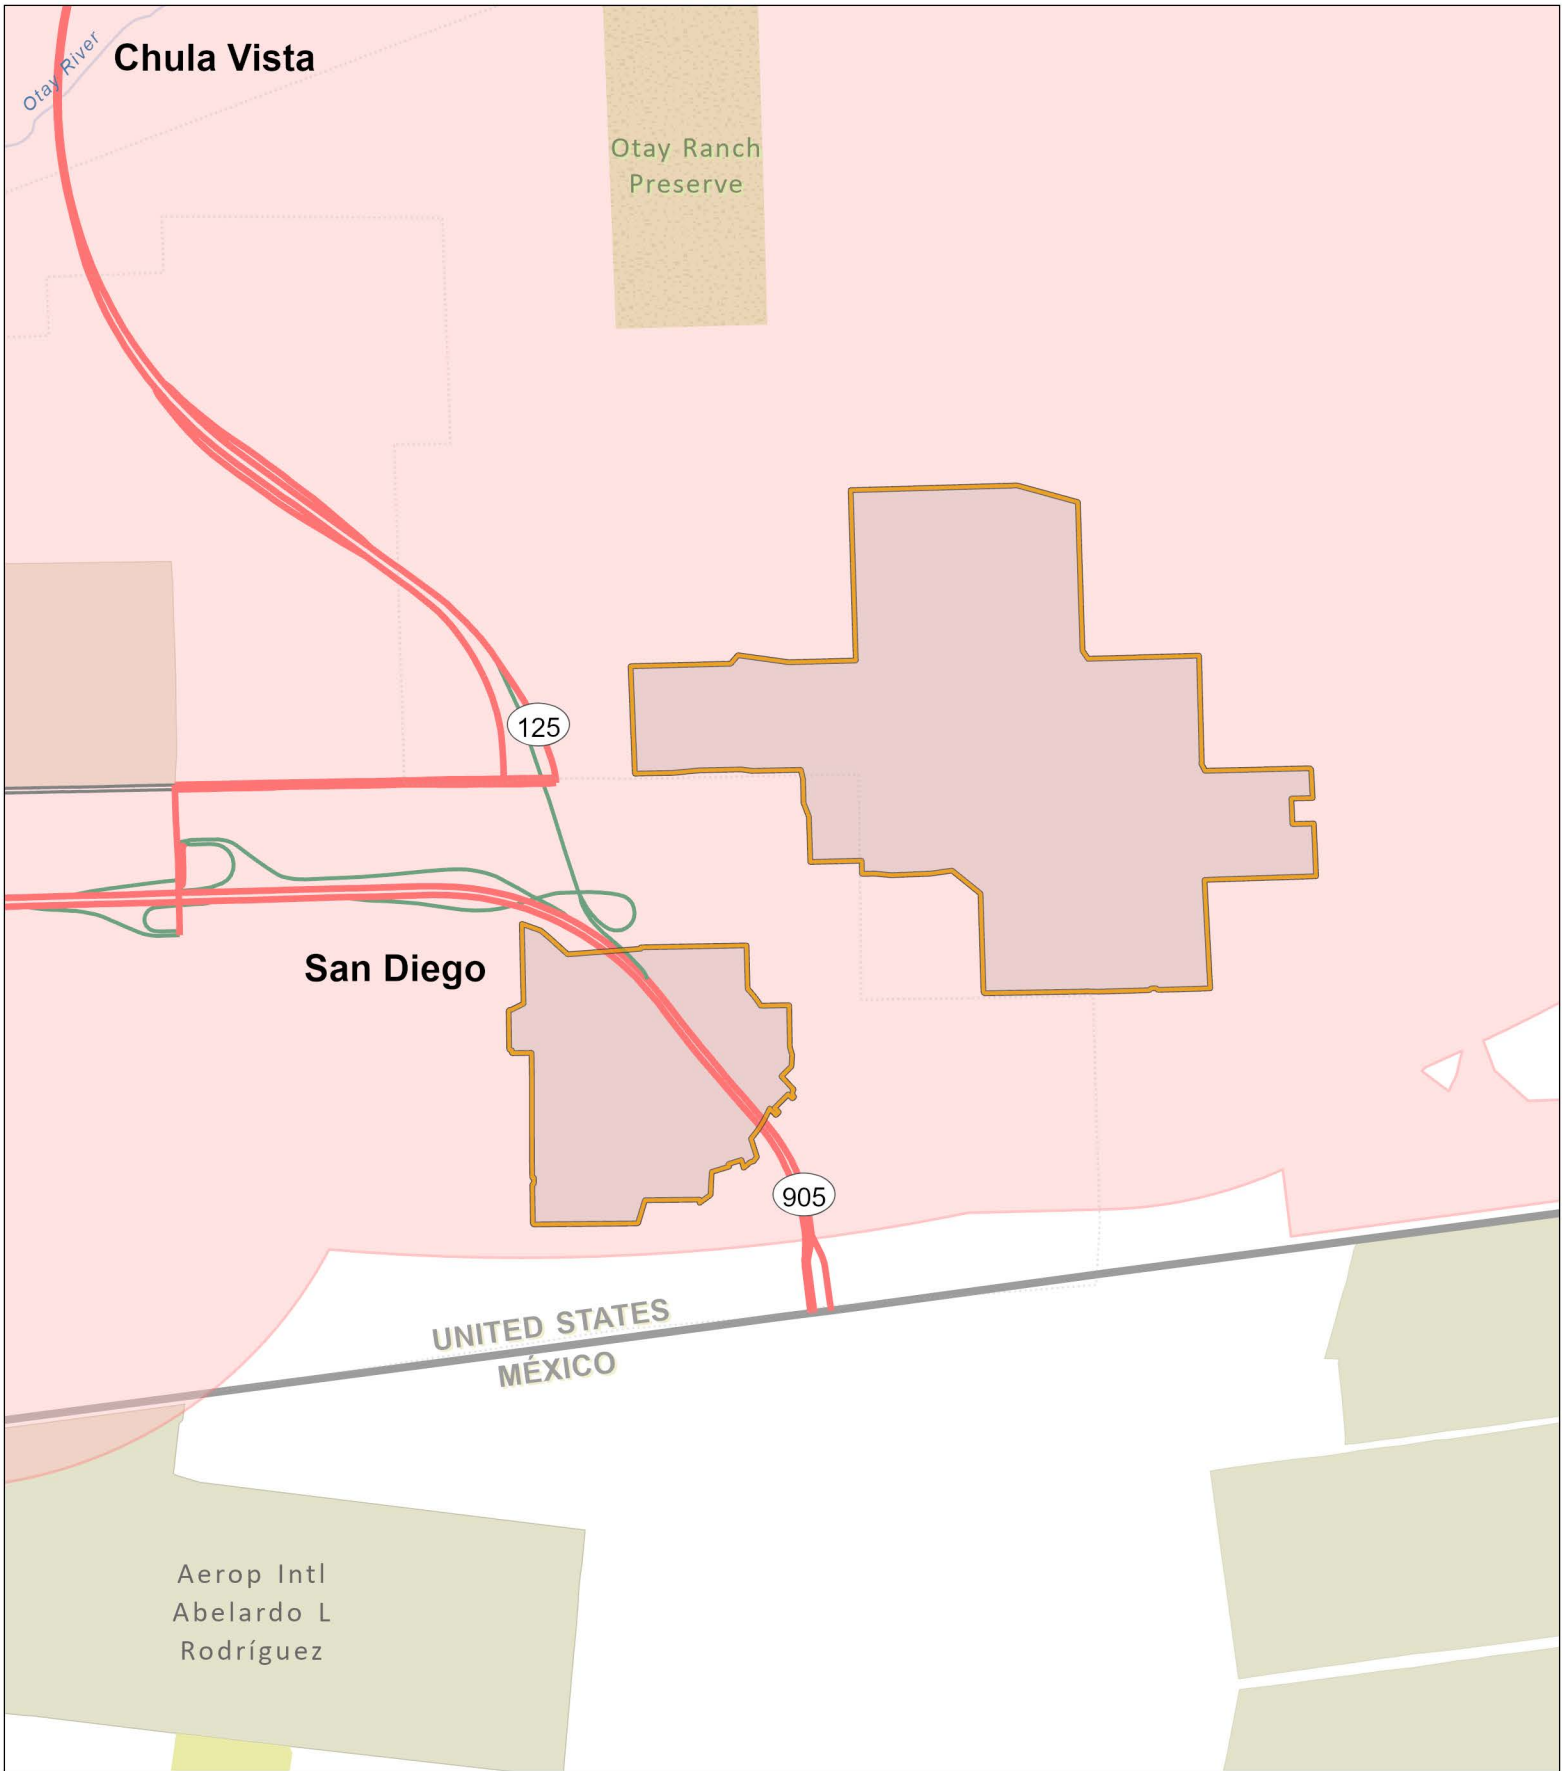 Chula Vista
Otay River
Otay Ranch
Preserve
125
San Diego
905
UNITED STATES
MÉXICO
Aerop Intl
Abelardo L
Rodríguez